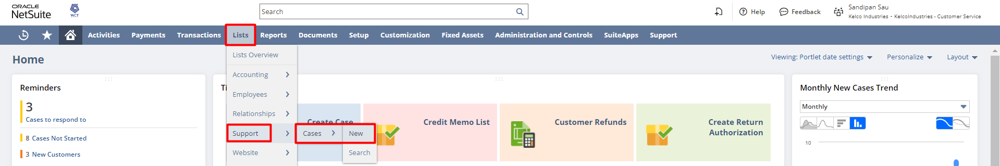 ORACLE
NetSuite
WCT
Search
Help
Feedback
Sandipan Sau
Kelco Industries - KelcoIndustries - Customer Service
Activities Payments Transactions Lists Reports Documents Setup Customization Fixed Assets Administration and Controls SuiteApps Support
Home
Viewing: Portlet date settings Personalize Layout
Lists Overview
Accounting
Employees
Relationships
Support
Website
Cases
New
Search
Reminders
3
Cases to respond to
8 Cases Not Started
3 New Customers
Ti
Create Case
Credit Memo List
Customer Refunds
Create Return
Authorization
Monthly New Cases Trend
Monthly
10